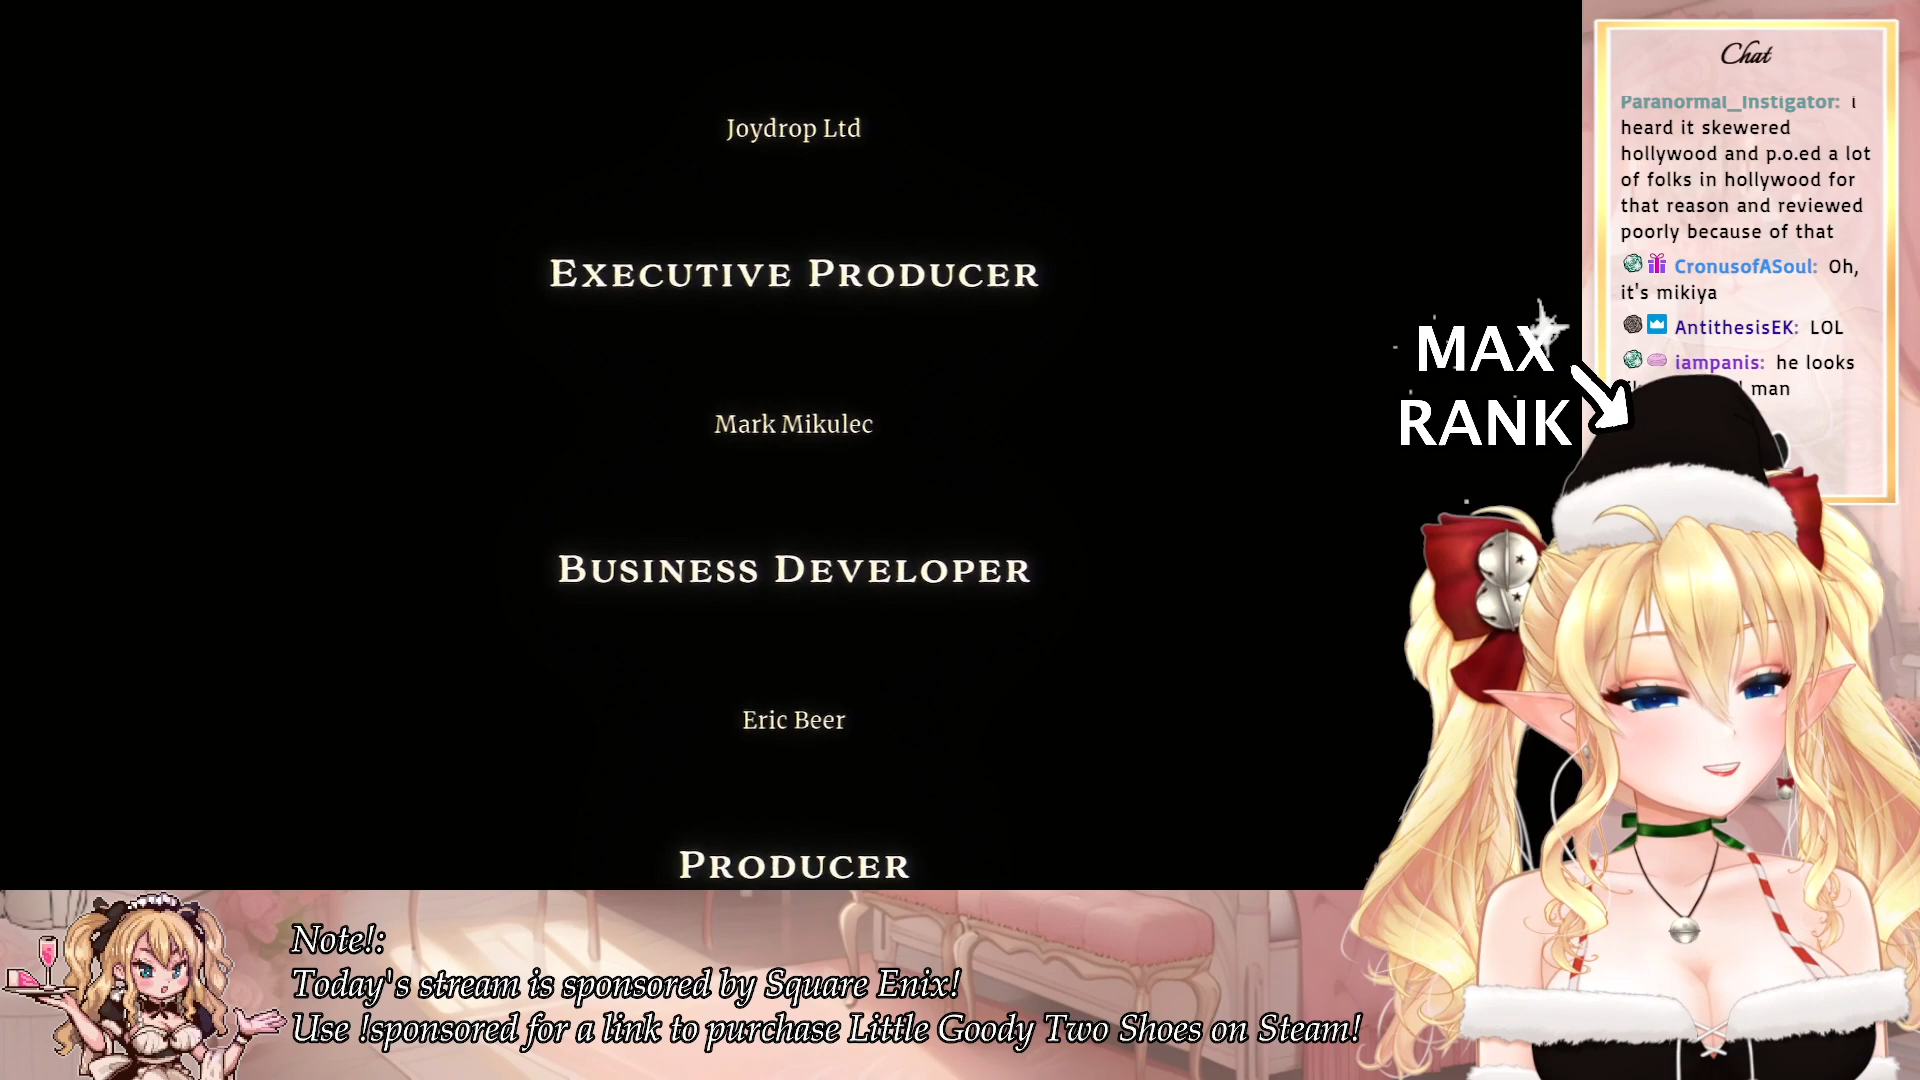 Joydrop Ltd
Executive Producer
Mark Mikulec
Business Developer
Eric Beer
Producer
MAX
RANK
Chat
Paranormal_Instigator: i
heard it skewered
hollywood and p.o.ed a lot
of folks in hollywood for
that reason and reviewed
poorly because of that
CronusofASoul: Oh,
it's mikiya
AntithesisEK: LOL
iampanis: he looks
man
Note!:
Today's stream is sponsored by Square Enix!
Use !sponsored for a link to purchase Little Goody Two Shoes on Steam!